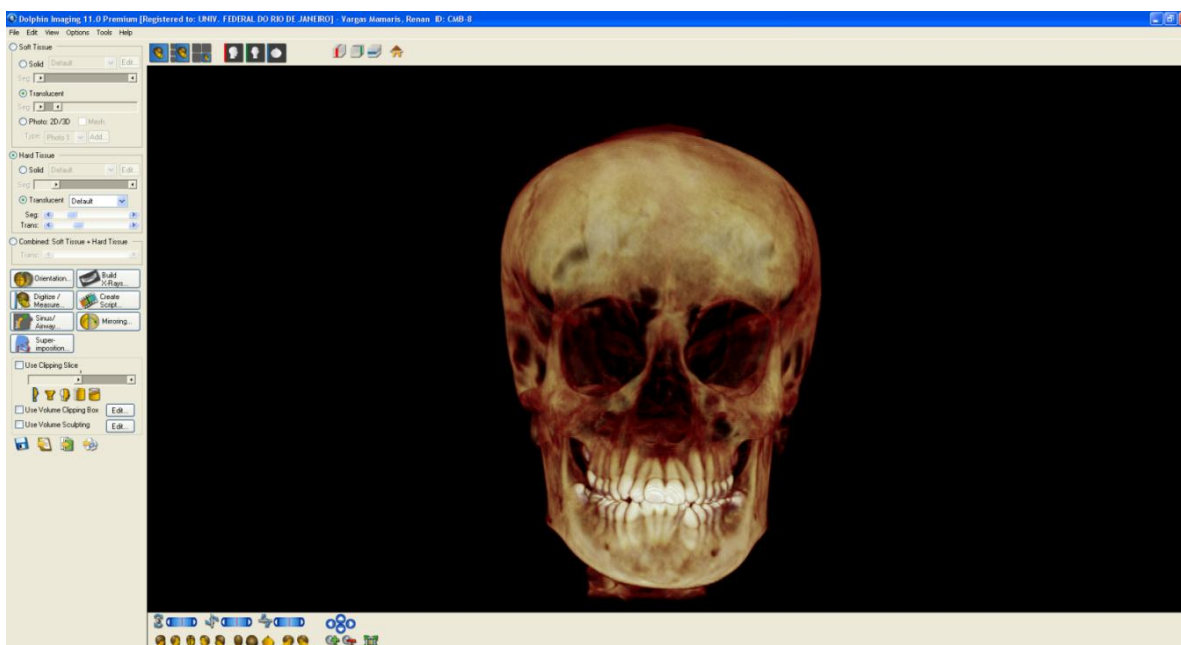 Dolphin Imaging 11.0 Premium [Registered to: UNIV. FEDERAL DO RIO DE JANEIRO] - Vargas Mamaris, Renan ID: CMB-8
File Edit View Options Tools Help
Soft Tissue
Solid Default Edit...
Seg:
Translucent
Seg:
Photo: 2D/3D Mesh
Type: Photo 1 Add...
Hard Tissue
Solid Default Edit...
Seg:
Translucent Default
Seg:
Trans:
Combined: Soft Tissue + Hard Tissue
Trans:
Orientation... Build X-Rays...
Digitize / Measure... Create Script...
Sinus/ Airway... Mirroring...
Super-imposition...
Use Clipping Slice
Use Volume Clipping Box Edit...
Use Volume Sculpting Edit...